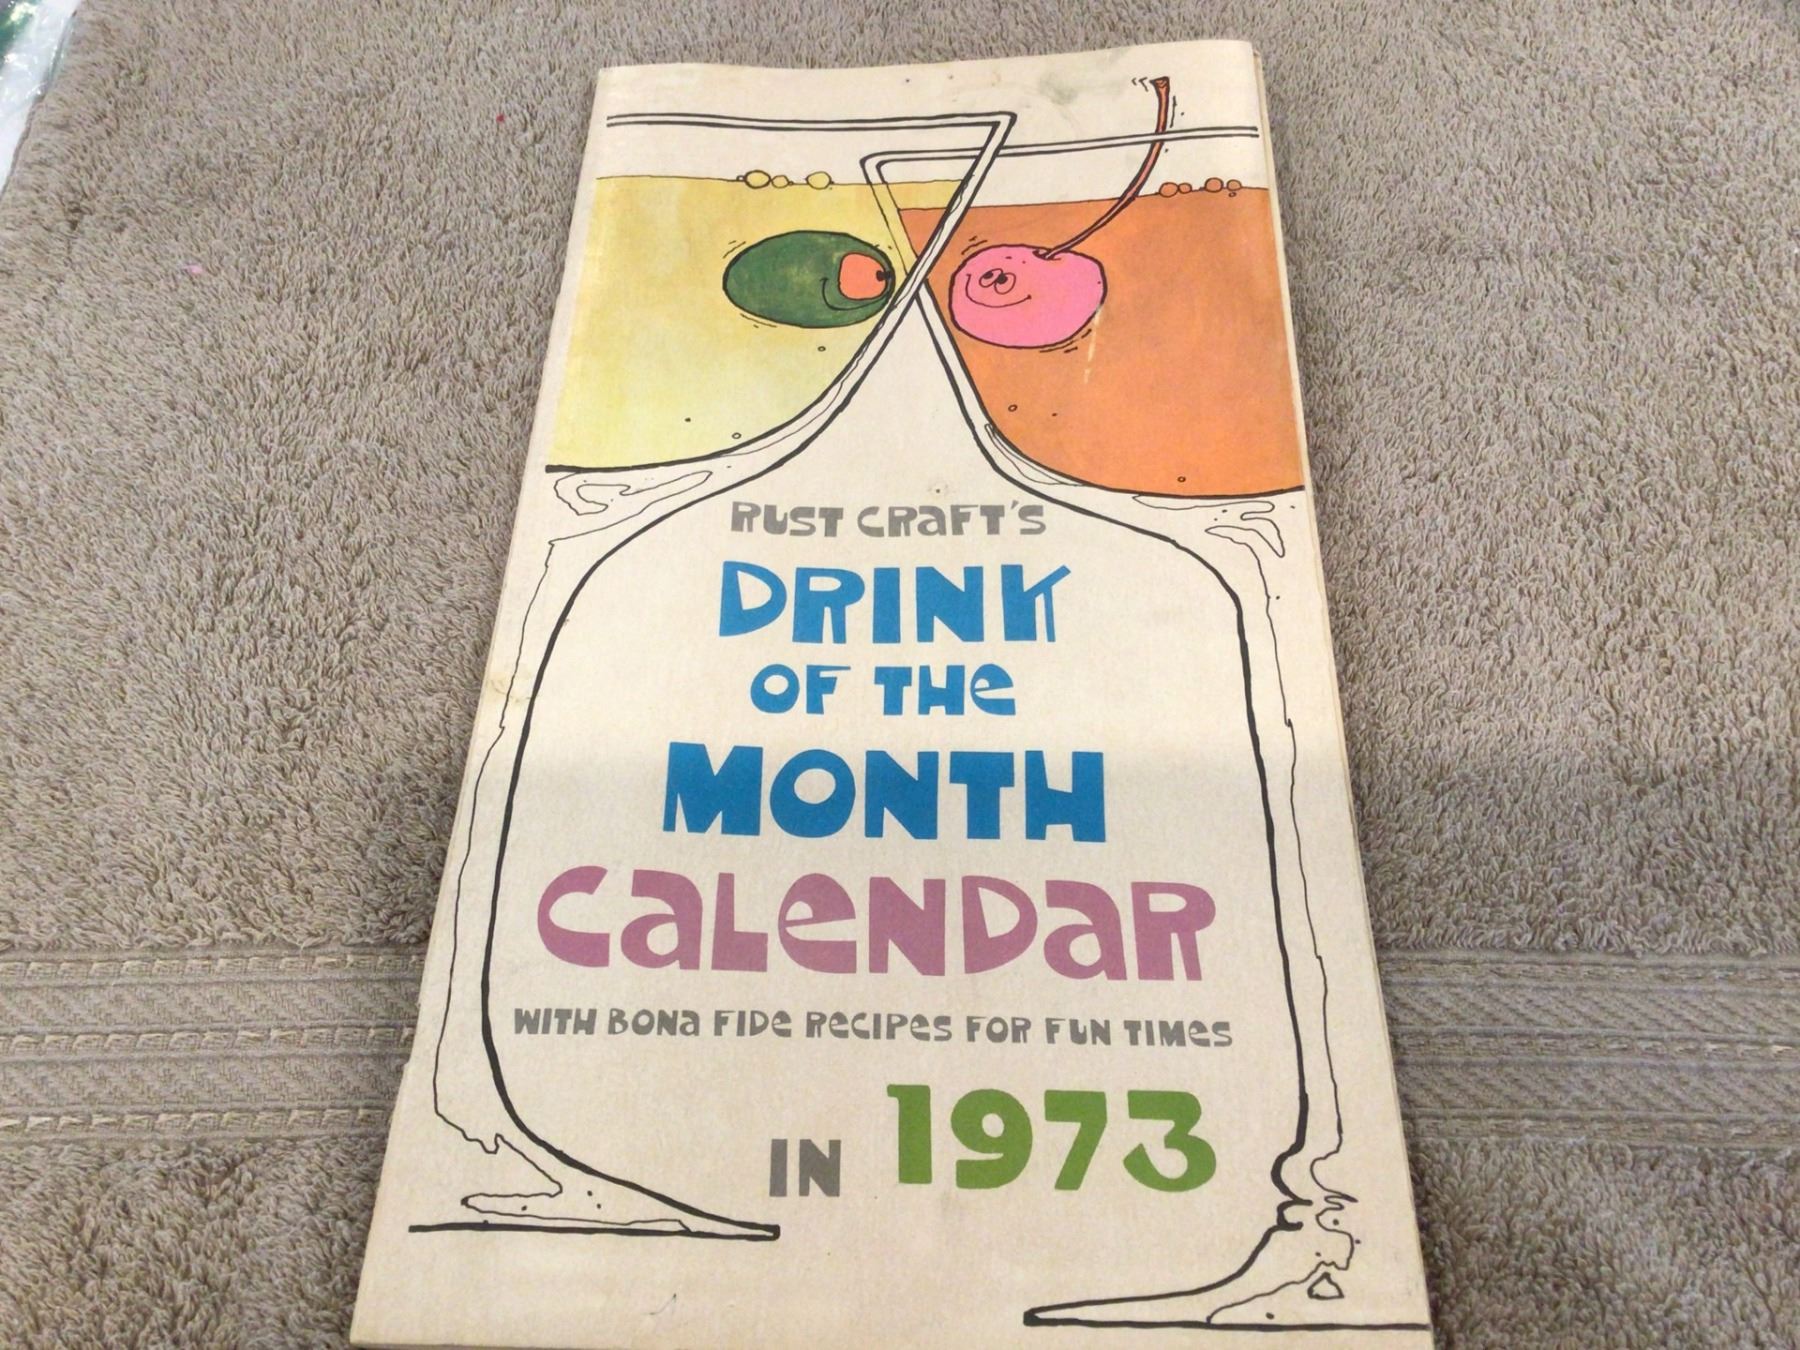 RUST CRAFT'S
DRINK
OF THE
MONTH
CALENDAR
WITH BONA FIDE RECIPES FOR FUN TIMES
IN 1973